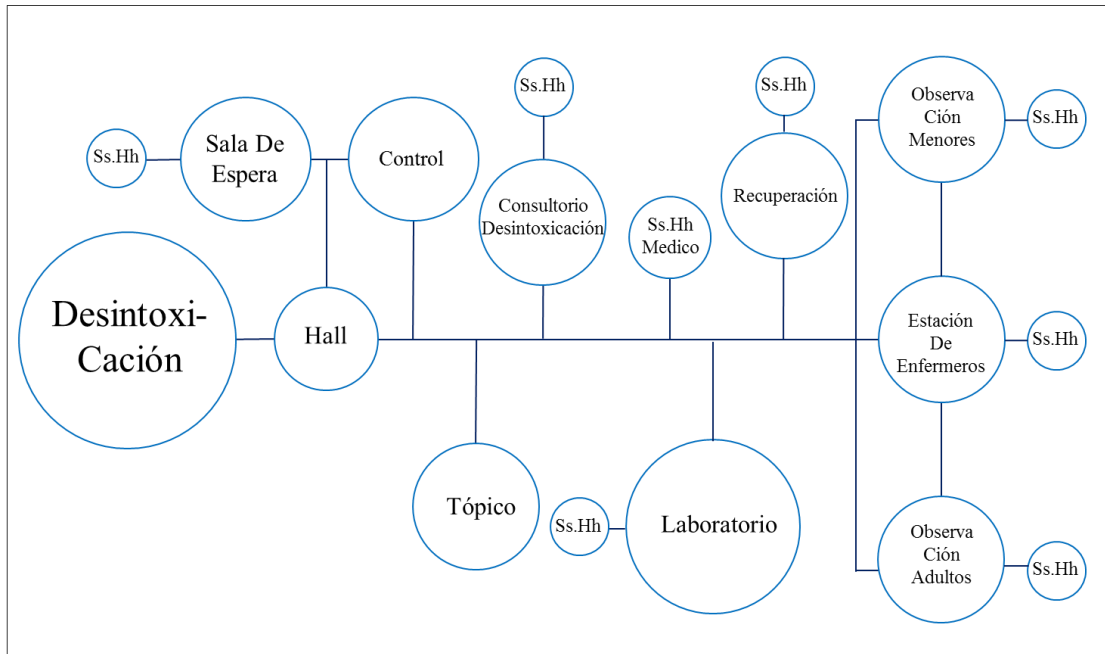 Ss.Hh
Sala De
Espera
Control
Ss.Hh
Consultorio
Desintoxicación
Ss.Hh
Medico
Ss.Hh
Recuperación
Observa
Ción
Menores
Ss.Hh
Desintoxi-
Cación
Hall
Estación
De
Enfermeros
Ss.Hh
Tópico
Ss.Hh
Laboratorio
Observa
Ción
Adultos
Ss.Hh